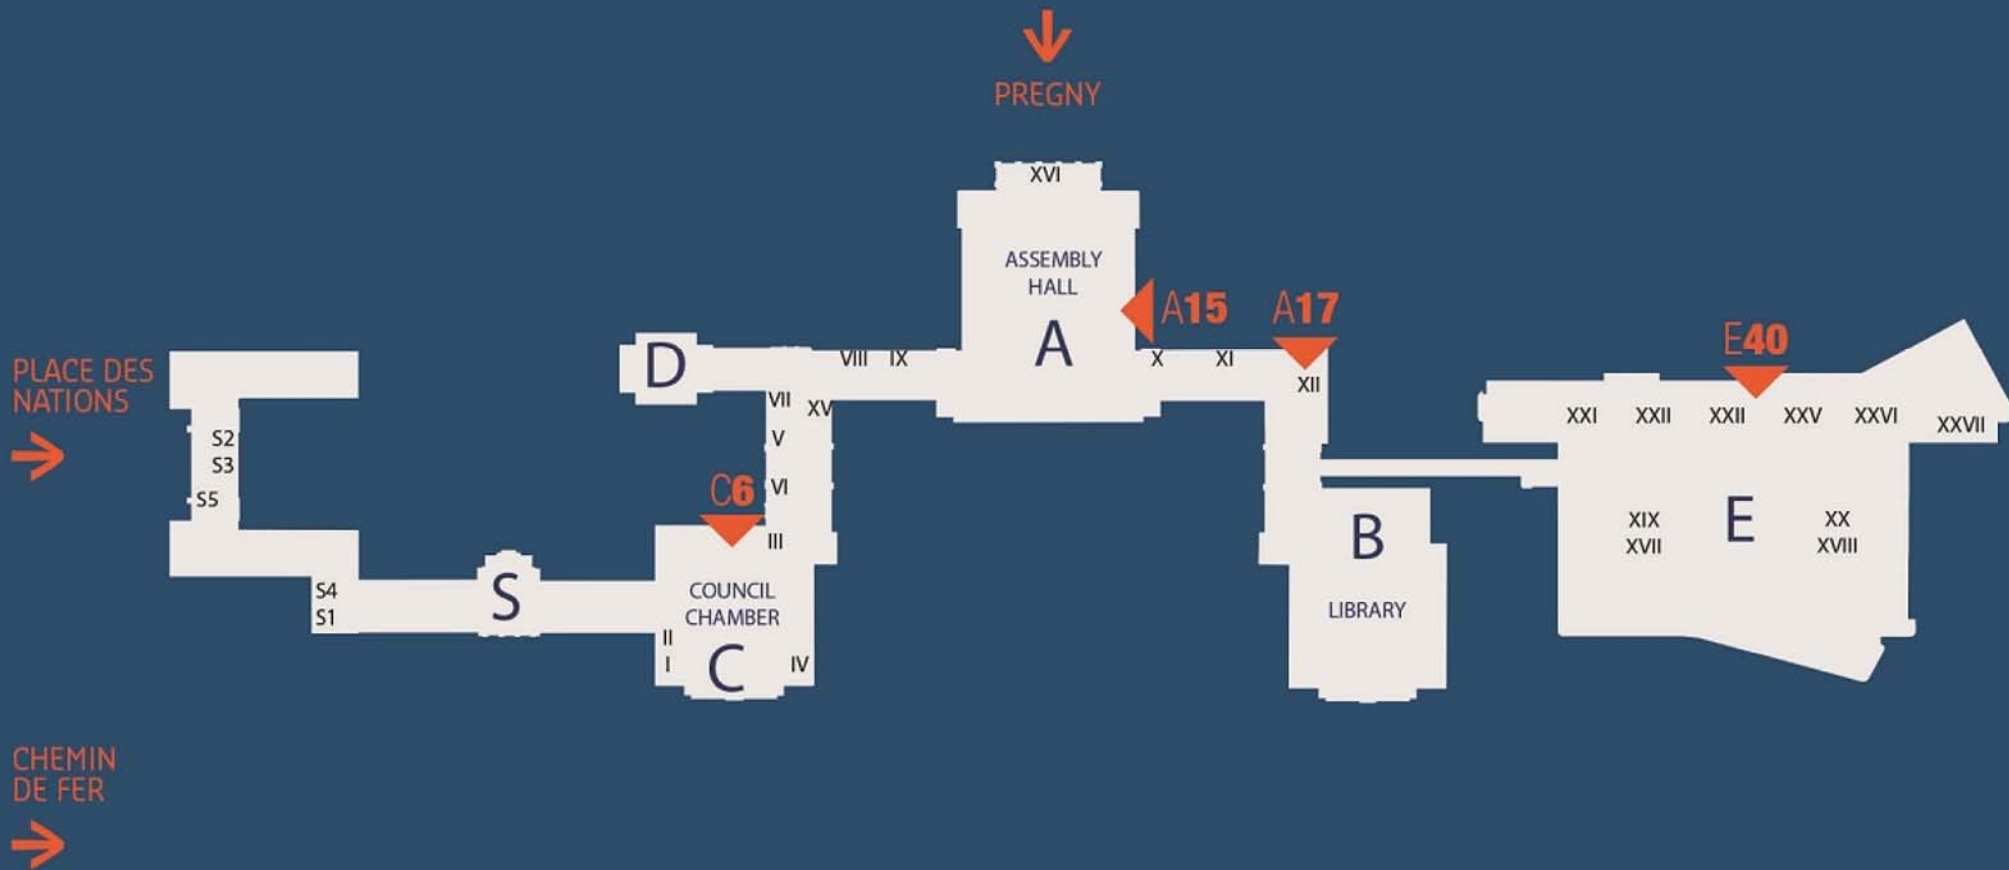 PREGNY
XVI
ASSEMBLY
HALL
A
A15
A17
E40
D
VIII IX
X XI
XII
PLACE DES
NATIONS
VII
XV
V
VI
C6
III
S2
S3
S5
S4
S1
S
COUNCIL
CHAMBER
II
I
C
IV
B
LIBRARY
XXI XXII XXII XXV XXVI XXVII
E
XIX
XVII
XX
XVIII
CHEMIN
DE FER